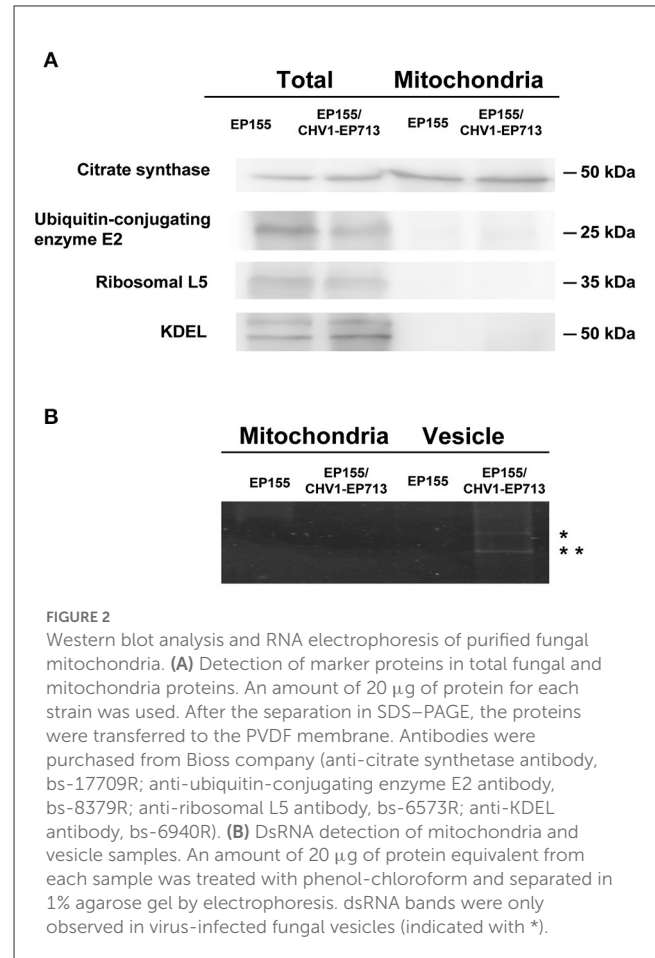 A
Total Mitochondria
EP155 EP155/
CHV1-EP713 EP155 EP155/
CHV1-EP713
Citrate synthase — 50 kDa
Ubiquitin-conjugating
enzyme E2 — 25 kDa
Ribosomal L5 — 35 kDa
KDEL — 50 kDa
B
Mitochondria Vesicle
EP155 EP155/
CHV1-EP713 EP155 EP155/
CHV1-EP713
*
* *
FIGURE 2
Western blot analysis and RNA electrophoresis of purified fungal
mitochondria. (A) Detection of marker proteins in total fungal and
mitochondria proteins. An amount of 20 μg of protein for each
strain was used. After the separation in SDS–PAGE, the proteins
were transferred to the PVDF membrane. Antibodies were
purchased from Bioss company (anti-citrate synthetase antibody,
bs-17709R; anti-ubiquitin-conjugating enzyme E2 antibody,
bs-8379R; anti-ribosomal L5 antibody, bs-6573R; anti-KDEL
antibody, bs-6940R). (B) DsRNA detection of mitochondria and
vesicle samples. An amount of 20 μg of protein equivalent from
each sample was treated with phenol-chloroform and separated in
1% agarose gel by electrophoresis. dsRNA bands were only
observed in virus-infected fungal vesicles (indicated with *).